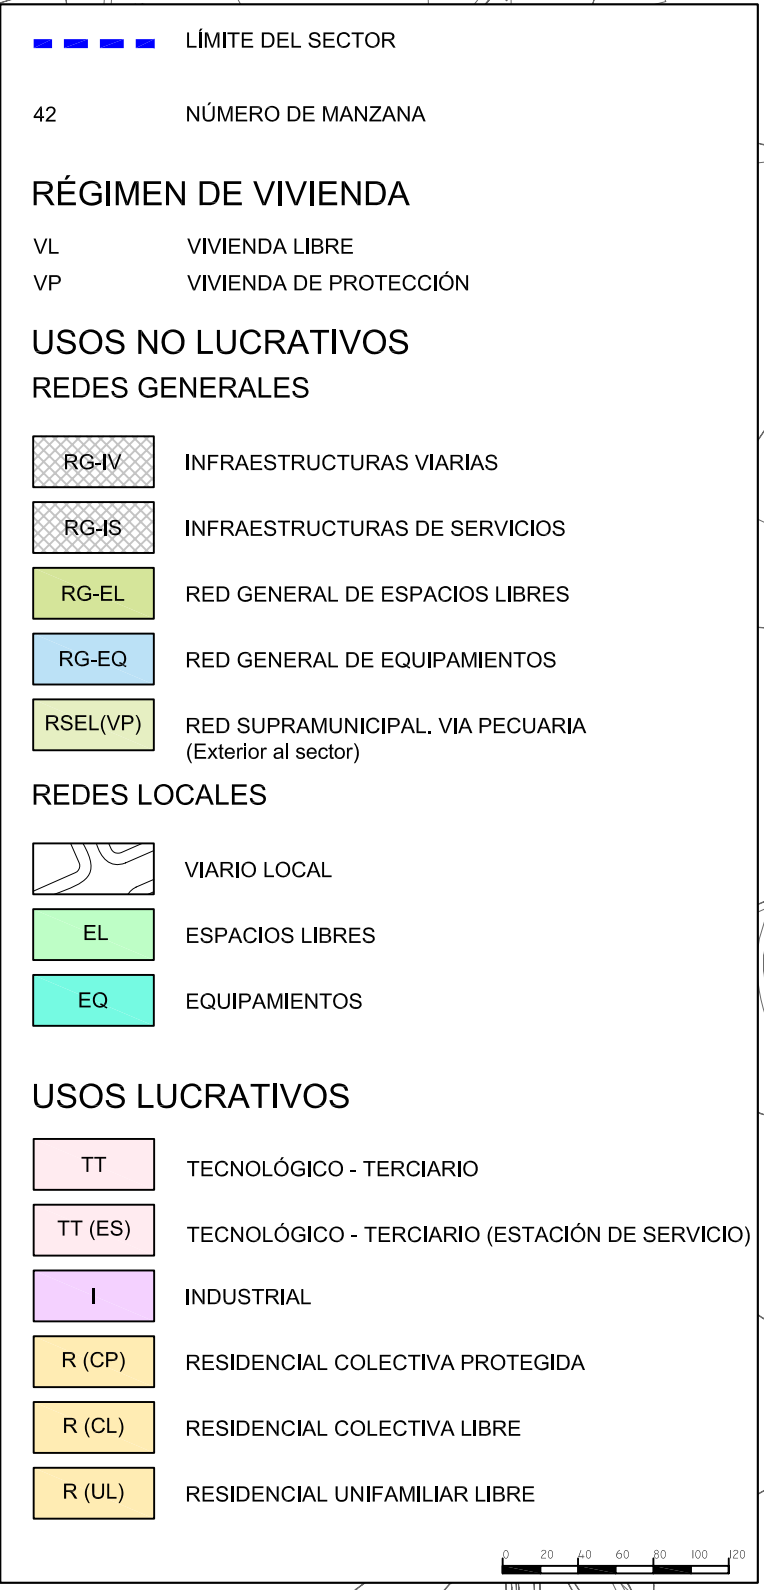 LÍMITE DEL SECTOR
42 NÚMERO DE MANZANA
RÉGIMEN DE VIVIENDA
VL VIVIENDA LIBRE
VP VIVIENDA DE PROTECCIÓN
USOS NO LUCRATIVOS
REDES GENERALES
RG-IV INFRAESTRUCTURAS VIARIAS
RG-IS INFRAESTRUCTURAS DE SERVICIOS
RG-EL RED GENERAL DE ESPACIOS LIBRES
RG-EQ RED GENERAL DE EQUIPAMIENTOS
RSEL(VP) RED SUPRAMUNICIPAL. VIA PECUARIA
(Exterior al sector)
REDES LOCALES
VIARIO LOCAL
EL ESPACIOS LIBRES
EQ EQUIPAMIENTOS
USOS LUCRATIVOS
TT TECNOLÓGICO - TERCIARIO
TT (ES) TECNOLÓGICO - TERCIARIO (ESTACIÓN DE SERVICIO)
I INDUSTRIAL
R (CP) RESIDENCIAL COLECTIVA PROTEGIDA
R (CL) RESIDENCIAL COLECTIVA LIBRE
R (UL) RESIDENCIAL UNIFAMILIAR LIBRE
0 20 40 60 80 100 120